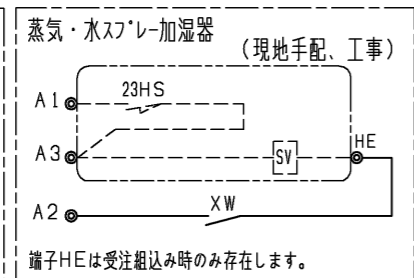 蒸気・水スプレー加湿器
(現地手配、工事)
A1
23HS
A3
SV
HE
A2
XW
端子HEは受注組込み時のみ存在します。